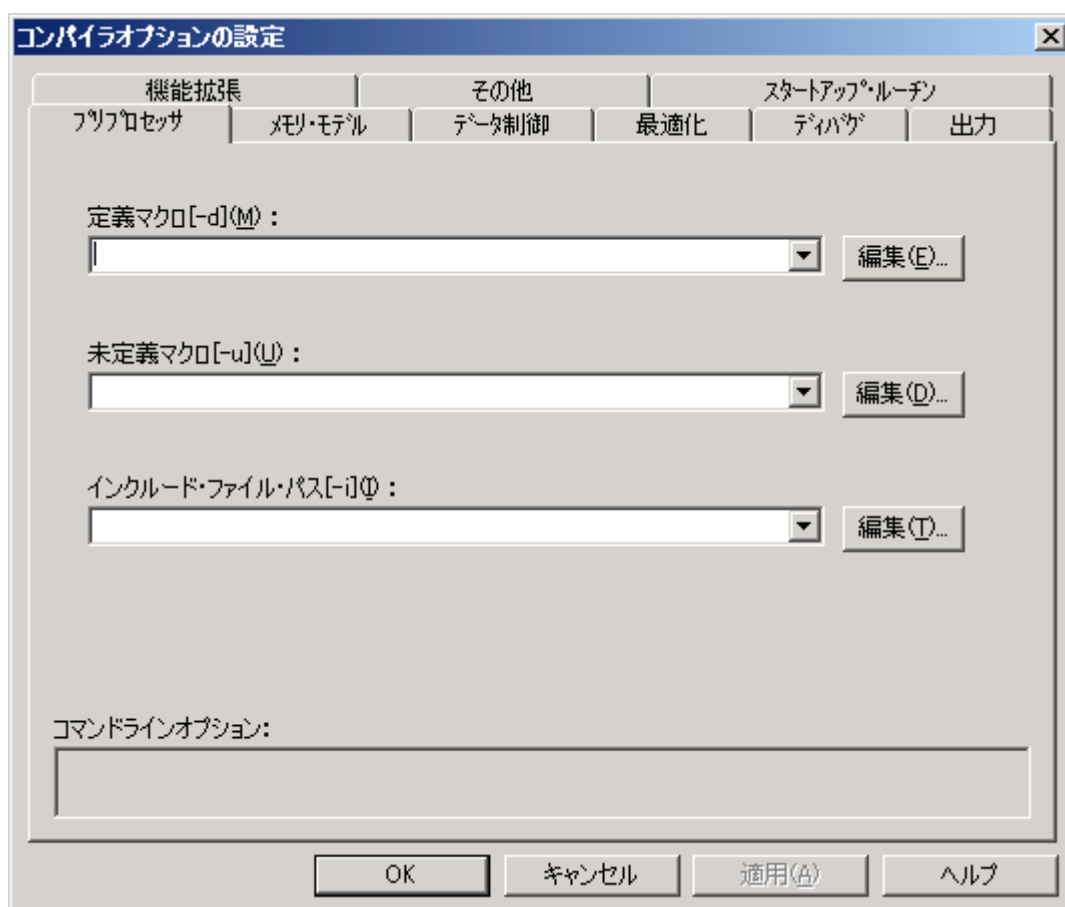 コンパイラオプションの設定
機能拡張 その他 スタートアップ・ルーチン
プリプロセッサ メモリ・モデル データ制御 最適化 ディバグ 出力
定義マクロ[-d](M)：
編集(E)...
未定義マクロ[-u](U)：
編集(D)...
インクルード・ファイル・パス[-i](I)：
編集(T)...
コマンドラインオプション:
OK キャンセル 適用(A) ヘルプ